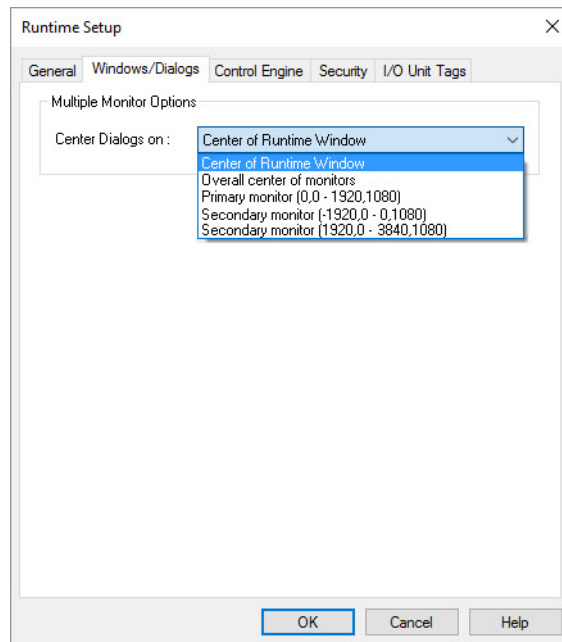 Runtime Setup
General Windows/Dialogs Control Engine Security I/O Unit Tags
Multiple Monitor Options
Center Dialogs on : Center of Runtime Window
Center of Runtime Window
Overall center of monitors
Primary monitor (0,0 - 1920,1080)
Secondary monitor (-1920,0 - 0,1080)
Secondary monitor (1920,0 - 3840,1080)
OK Cancel Help